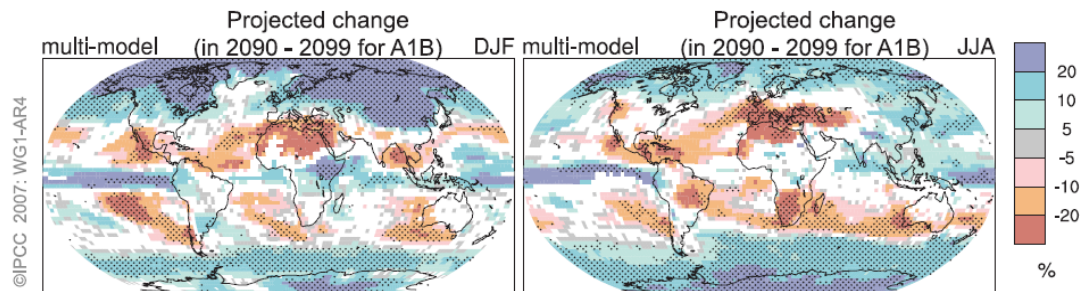 Projected change
multi-model (in 2090 - 2099 for A1B) DJF
Projected change
multi-model (in 2090 - 2099 for A1B) JJA
20
10
5
-5
-10
-20
%
©IPCC 2007: WG1-AR4